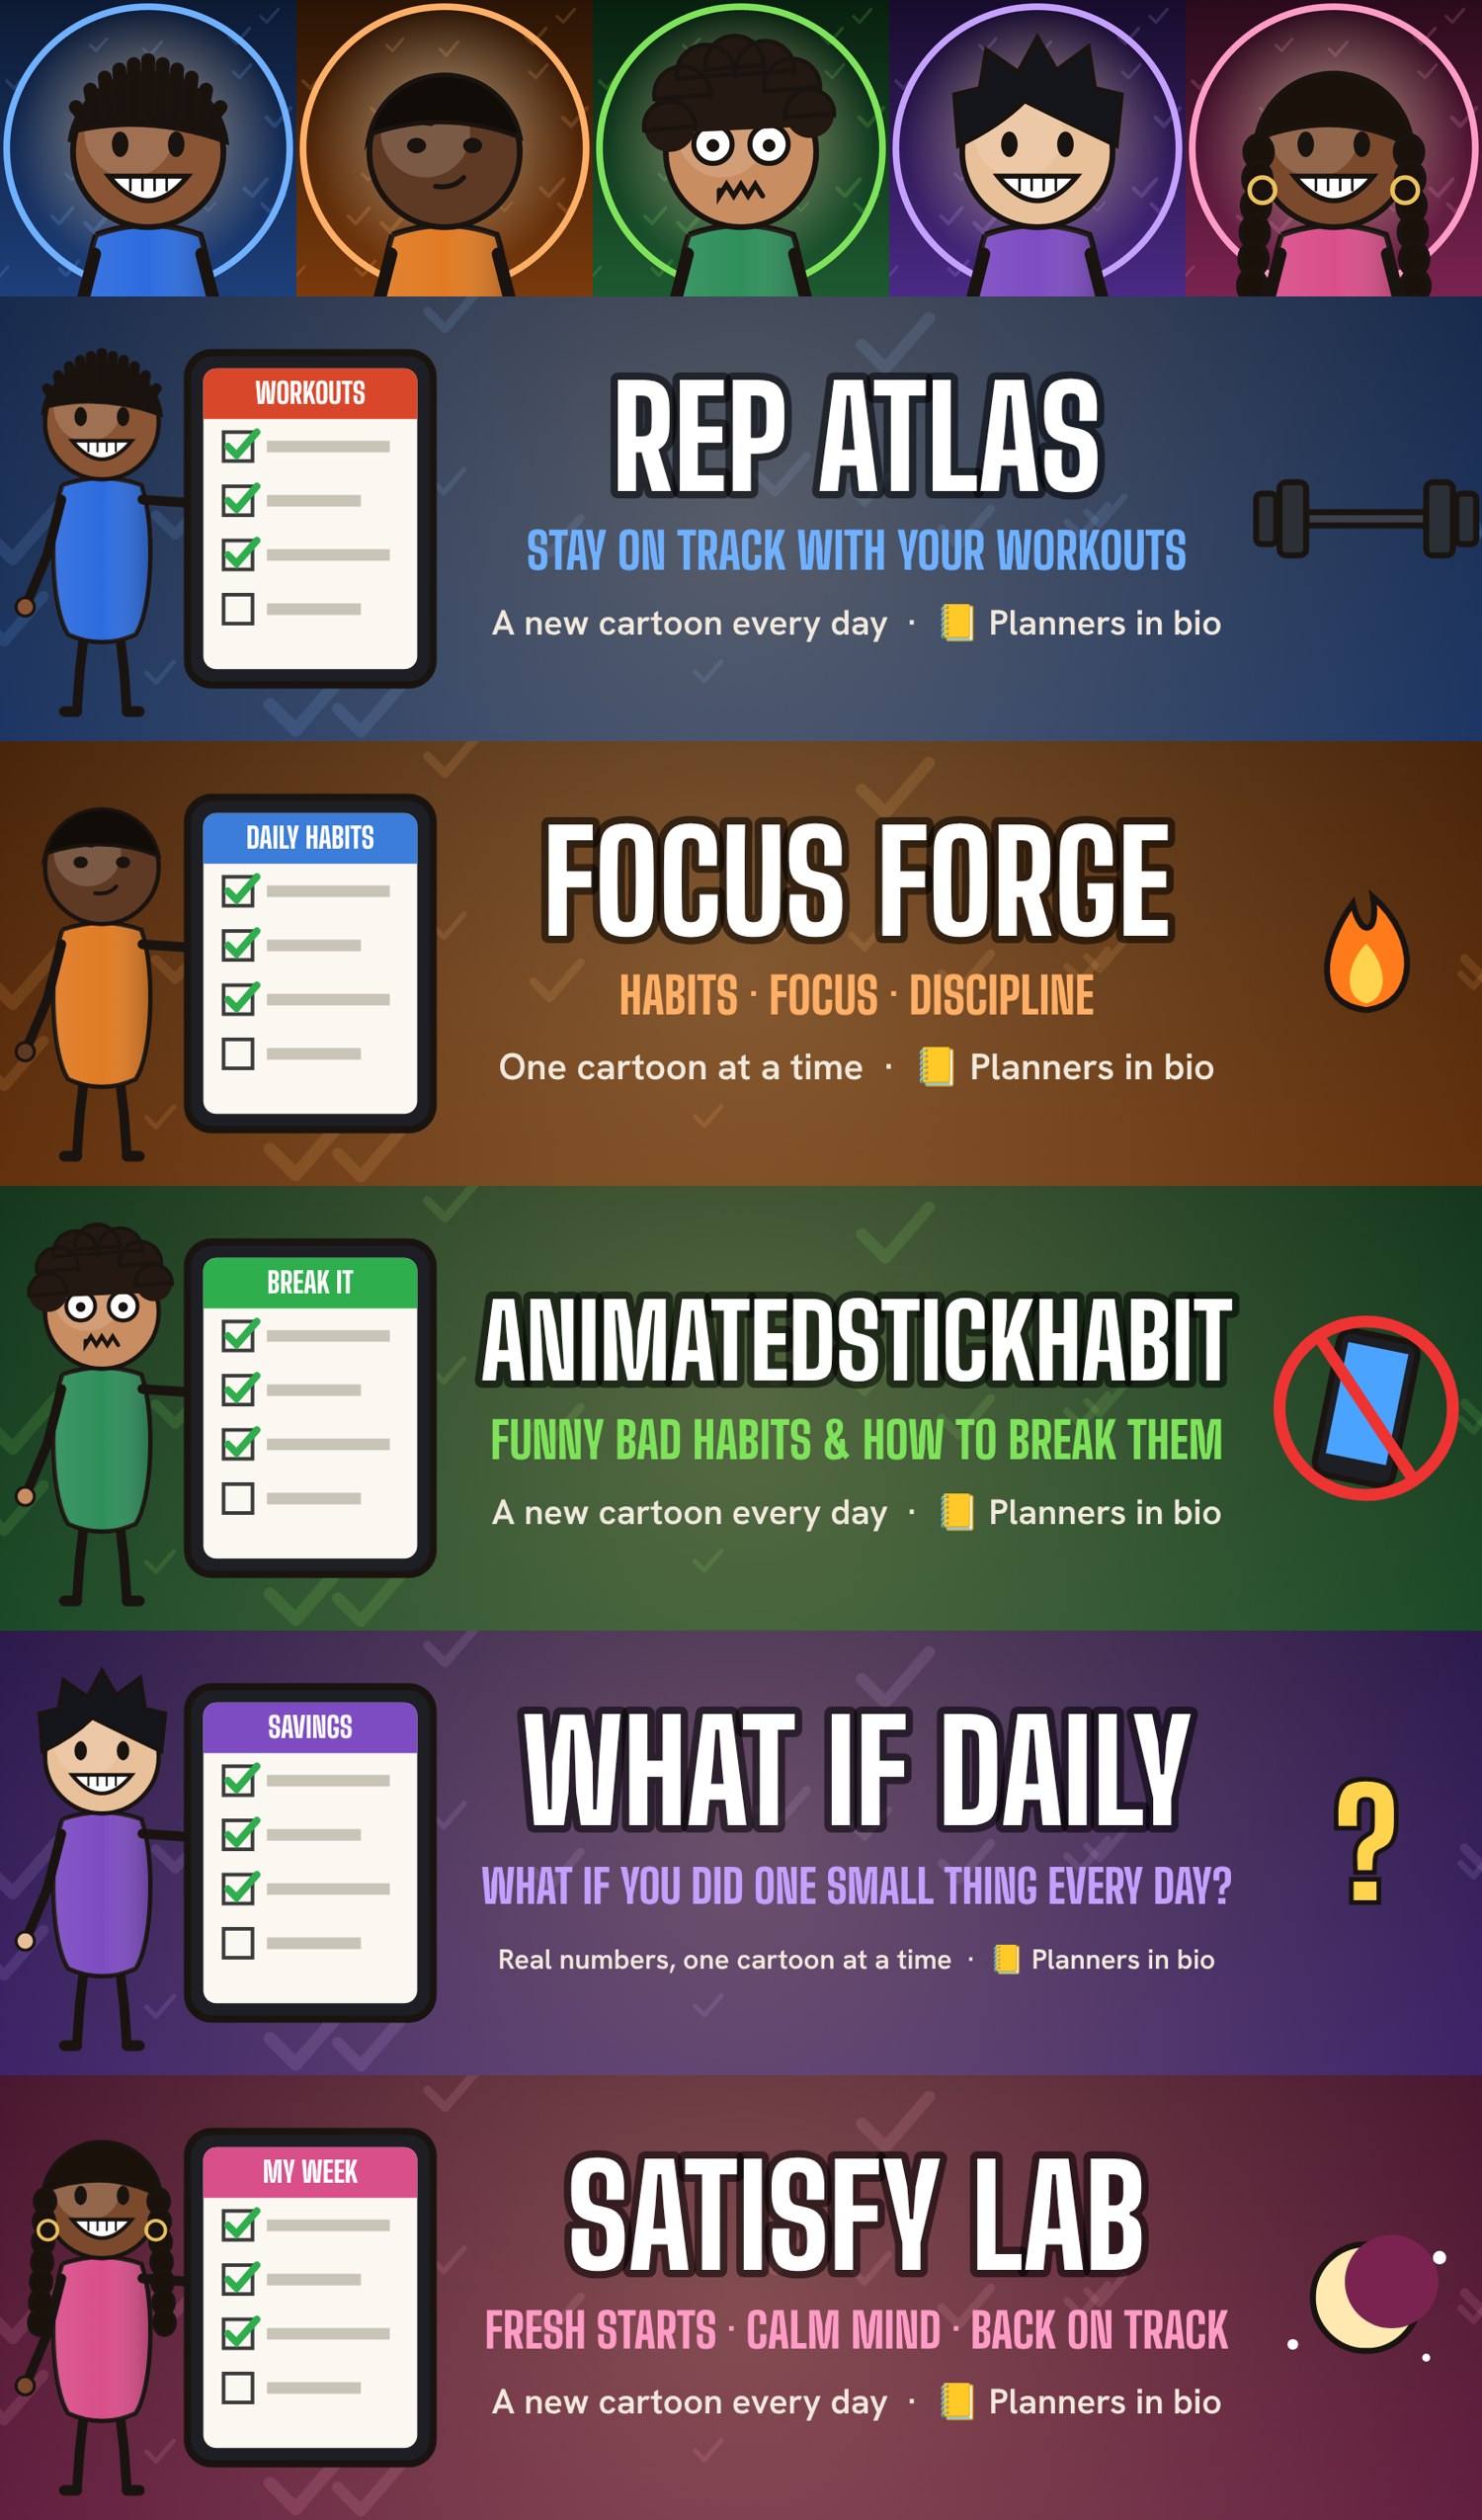 WORKOUTS
REP ATLAS
STAY ON TRACK WITH YOUR WORKOUTS
A new cartoon every day · 📒 Planners in bio
DAILY HABITS
FOCUS FORGE
HABITS · FOCUS · DISCIPLINE
One cartoon at a time · 📒 Planners in bio
BREAK IT
ANIMATEDSTICKHABIT
FUNNY BAD HABITS & HOW TO BREAK THEM
A new cartoon every day · 📒 Planners in bio
SAVINGS
WHAT IF DAILY
WHAT IF YOU DID ONE SMALL THING EVERY DAY?
Real numbers, one cartoon at a time · 📒 Planners in bio
?
MY WEEK
SATISFY LAB
FRESH STARTS · CALM MIND · BACK ON TRACK
A new cartoon every day · 📒 Planners in bio